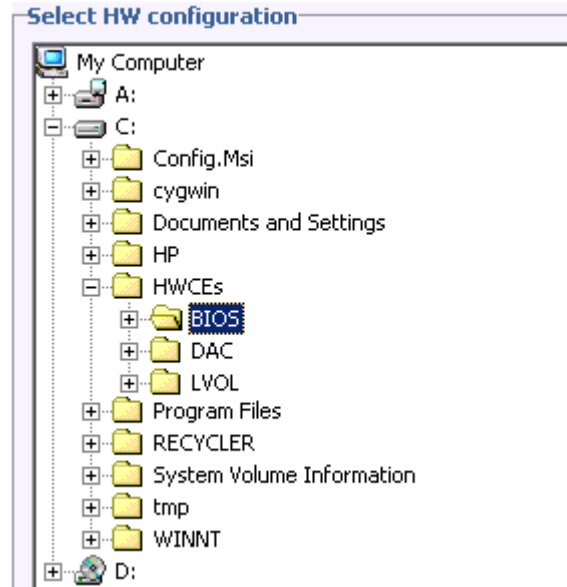 Select HW configuration
My Computer
A:
C:
Config.Msi
cygwin
Documents and Settings
HP
HWCEs
BIOS
DAC
LVOL
Program Files
RECYCLER
System Volume Information
tmp
WINNT
D: